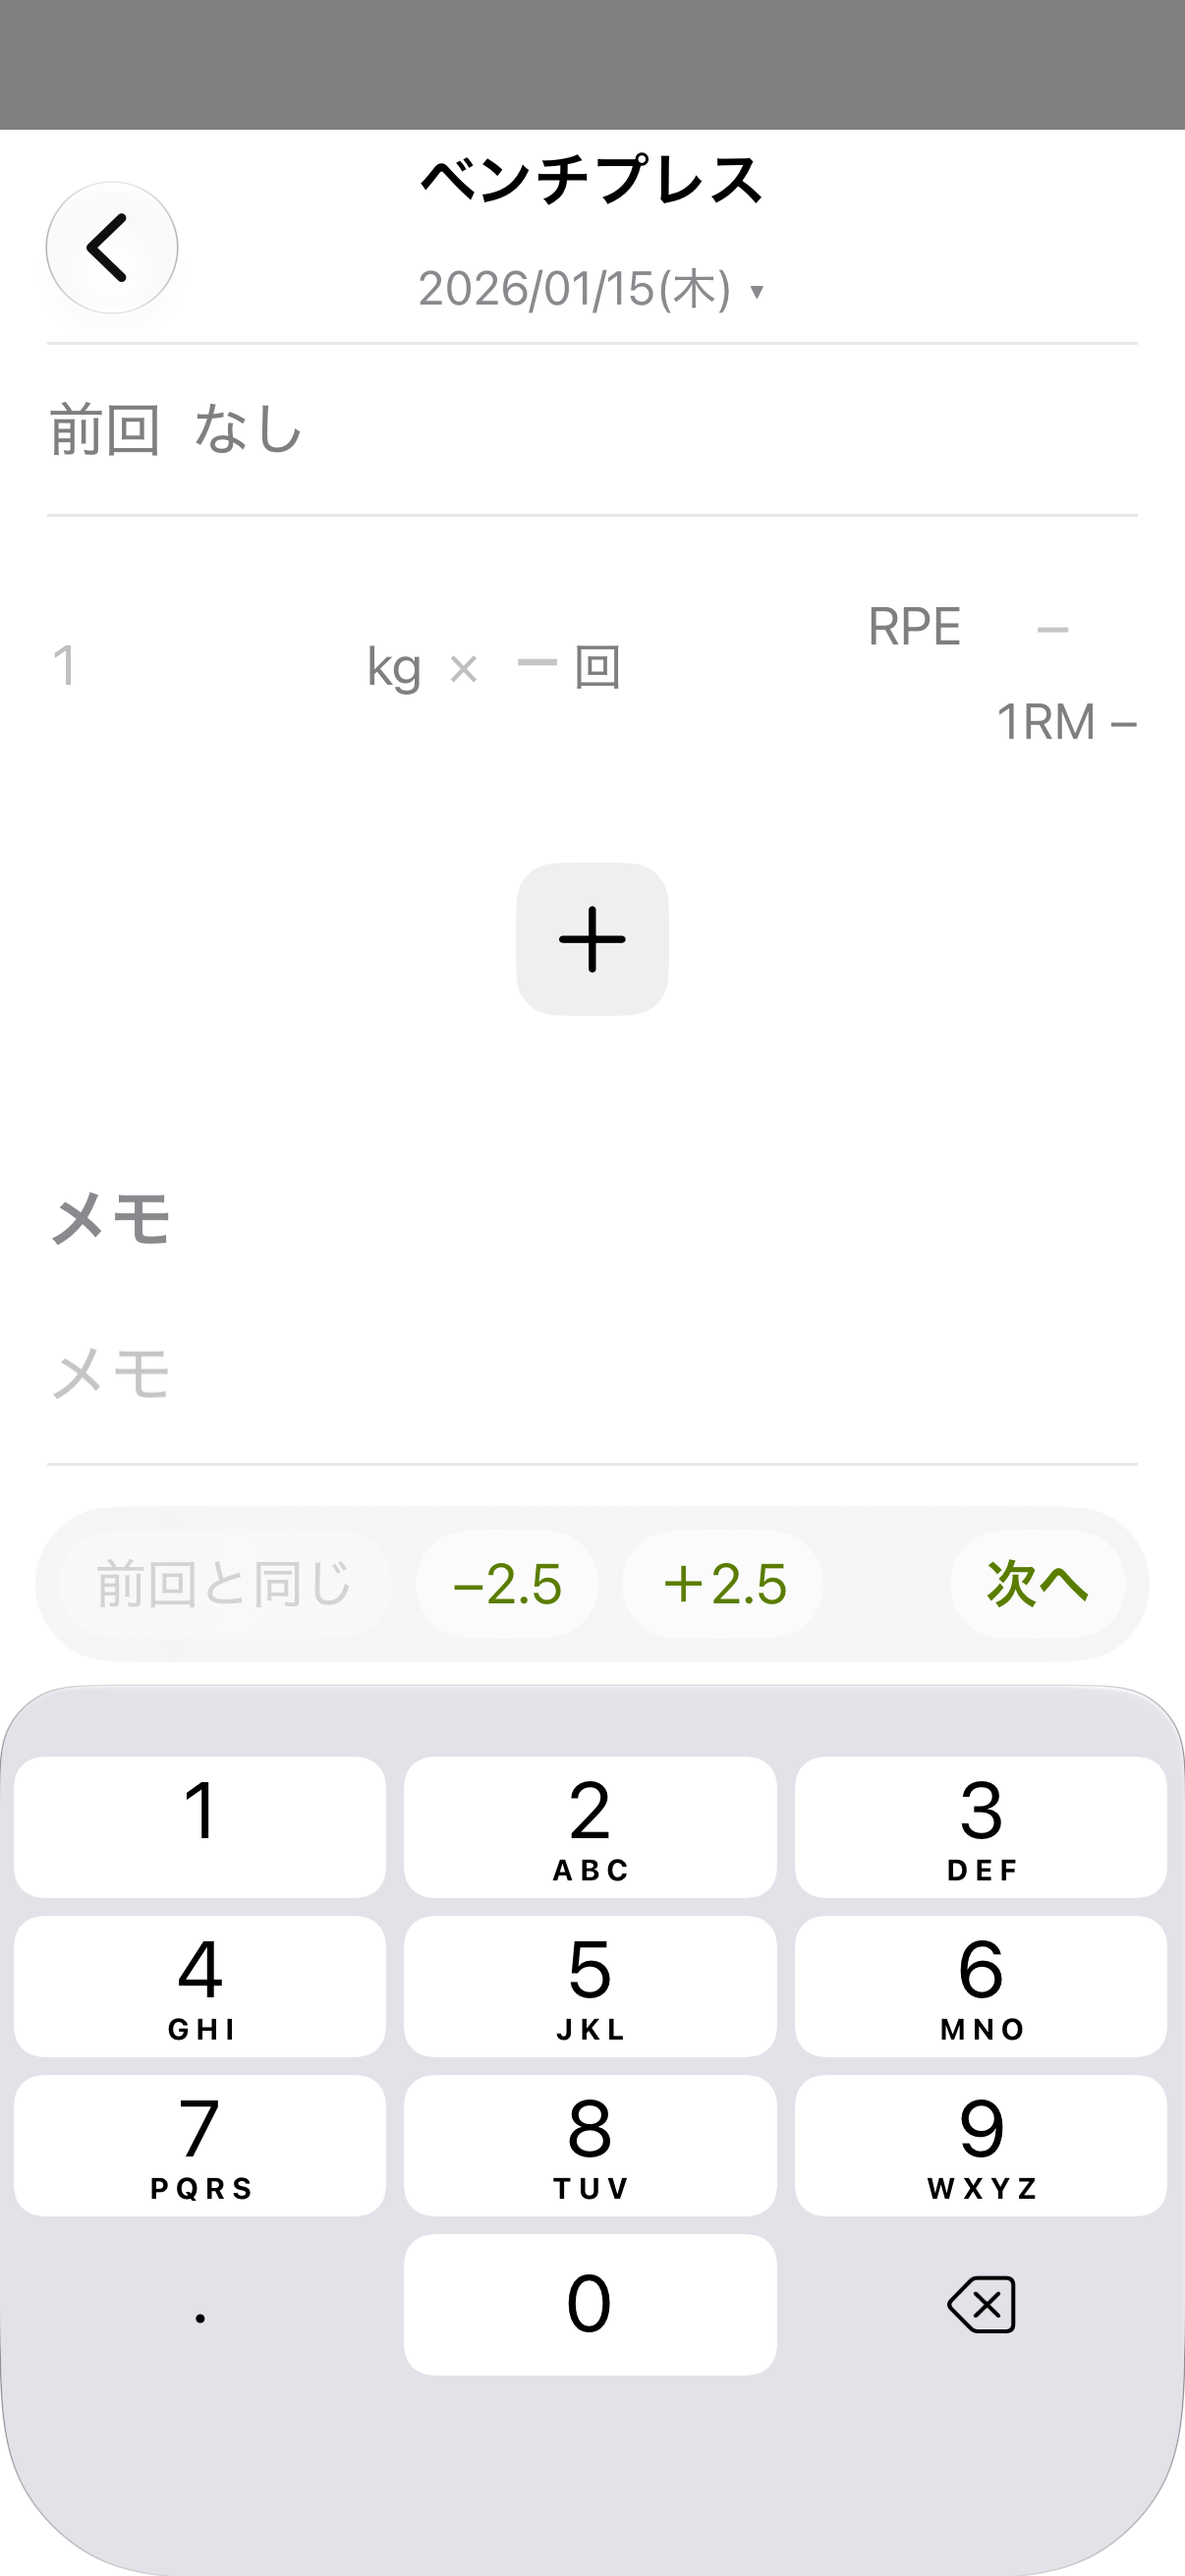 ベンチプレス
2026/01/15(木) ▼
前回 なし
RPE –
1 kg × ー 回
1RM –
+
メモ
メモ
前回と同じ –2.5 +2.5 次へ
1 2 3
ABC DEF
4 5 6
GHI JKL MNO
7 8 9
PQRS TUV WXYZ
. 0